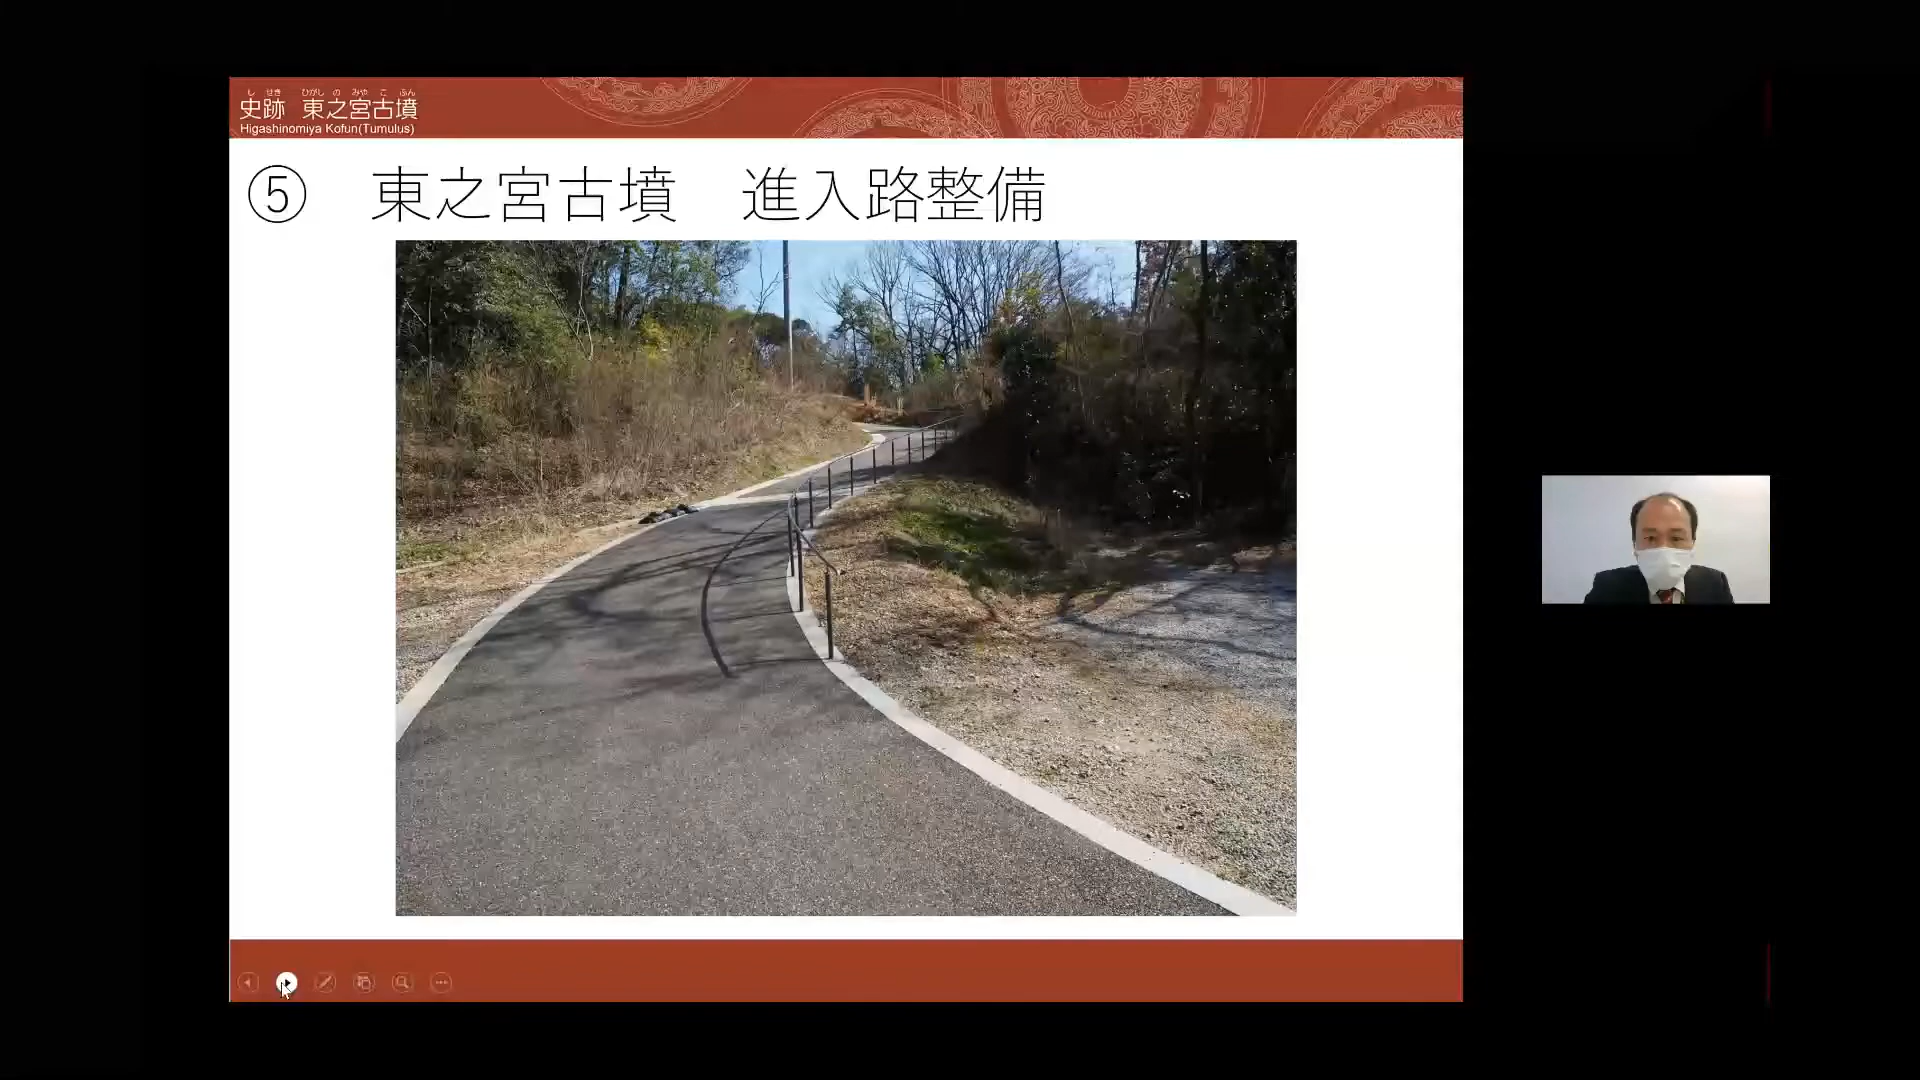 し せき ひがし の みや こ ふん
史跡 東之宮古墳
Higashinomiya Kofun(Tumulus)
⑤ 東之宮古墳 進入路整備